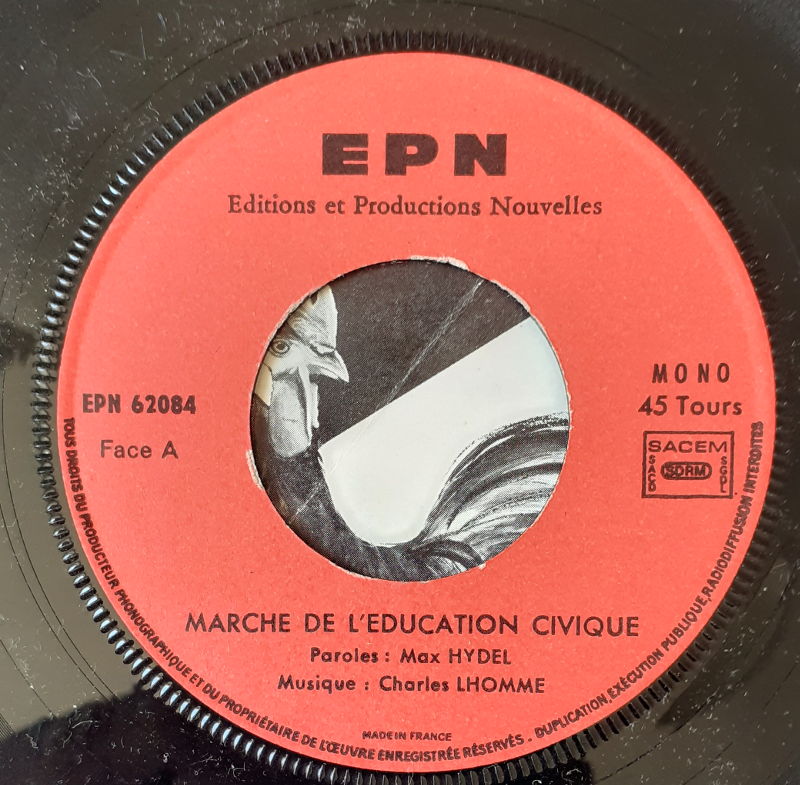 EPN
Editions et Productions Nouvelles
EPN 62084
Face A
MONO
45 Tours
SACEM
SACD
SDRM
SGDL
MARCHE DE L'EDUCATION CIVIQUE
Paroles : Max HYDEL
Musique : Charles LHOMME
MADE IN FRANCE
TOUS DROITS DU PRODUCTEUR PHONOGRAPHIQUE ET DU PROPRIÉTAIRE DE L'ŒUVRE ENREGISTRÉE RÉSERVÉS - DUPLICATION, EXÉCUTION PUBLIQUE, RADIODIFFUSION INTERDITES